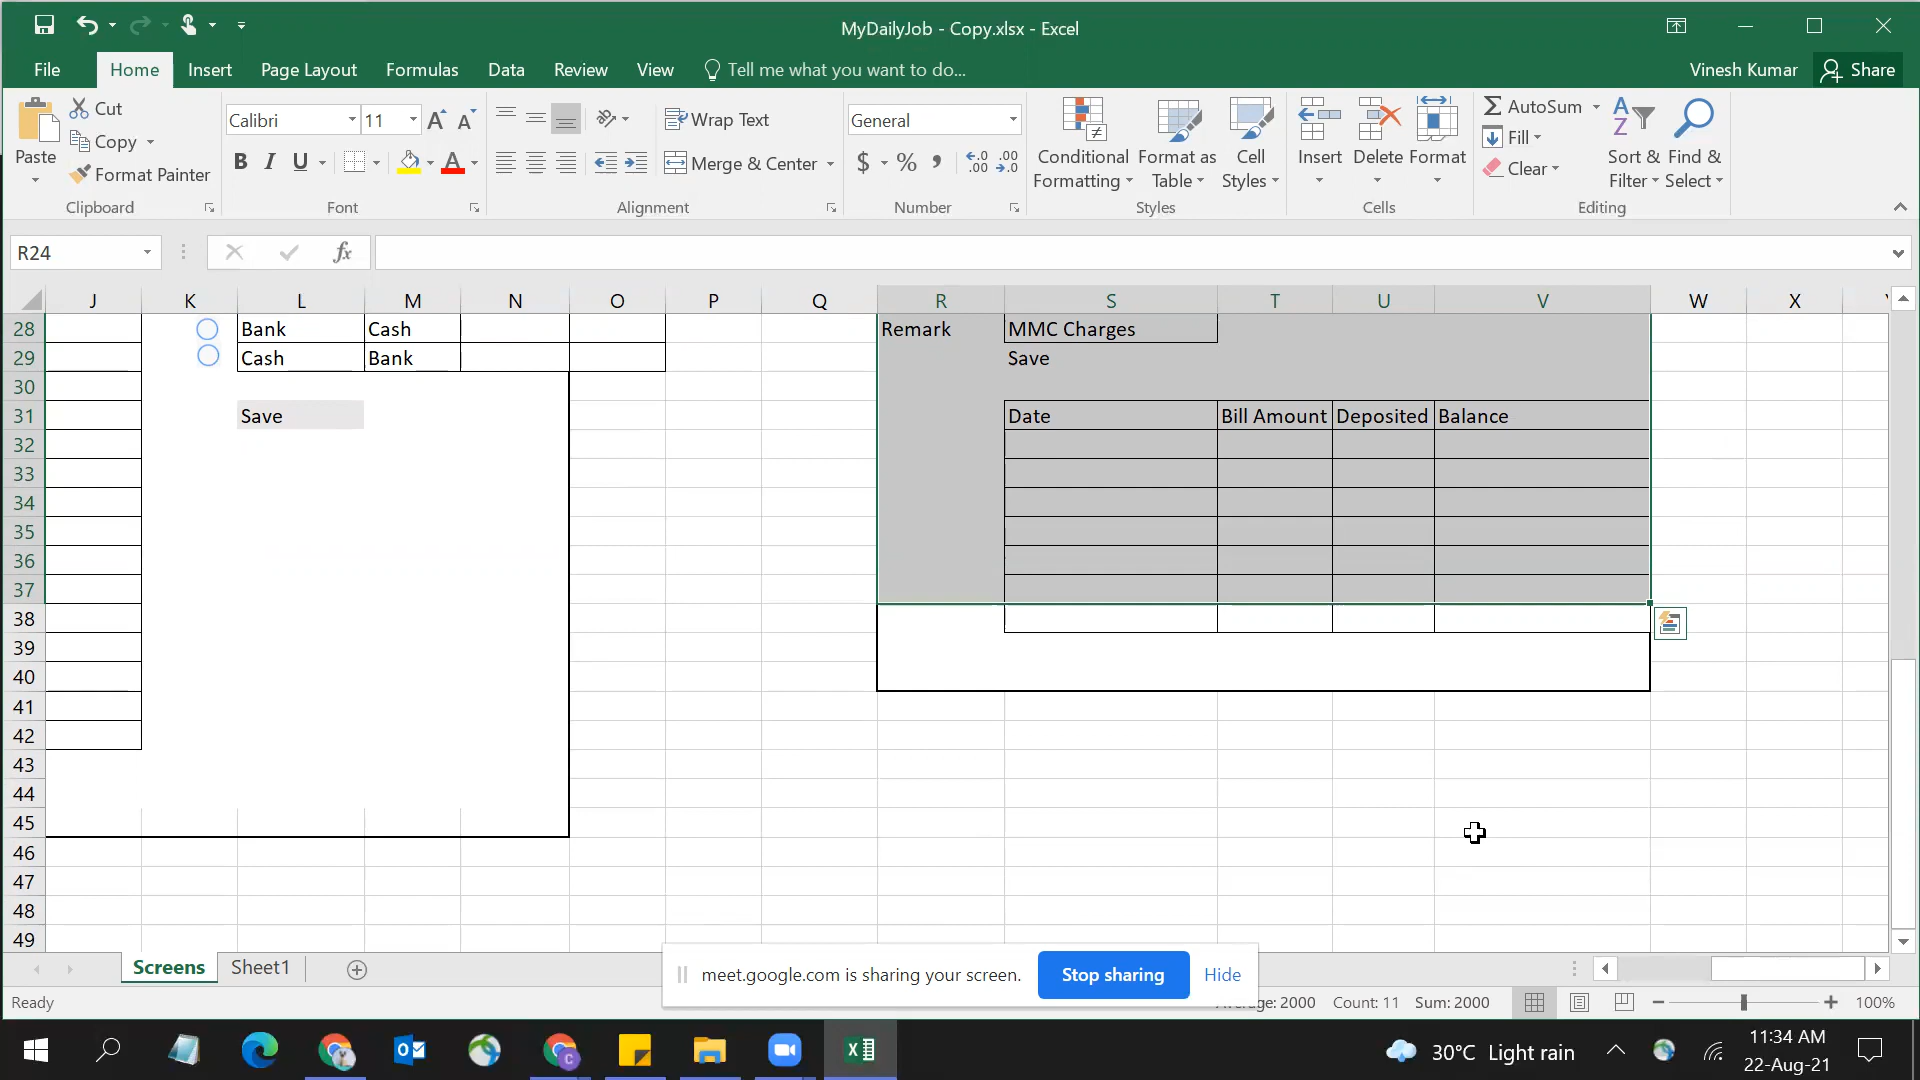 MyDailyJob - Copy.xlsx - Excel
File Home Insert Page Layout Formulas Data Review View Tell me what you want to do... Vinesh Kumar Share
Paste Cut Copy Format Painter
Clipboard
Calibri 11
B I U A
Font
Wrap Text
Merge & Center
Alignment
General
$ % ,
Number
Conditional Formatting Format as Table Cell Styles
Styles
Insert Delete Format
Cells
AutoSum
Fill
Clear
Sort & Filter Find & Select
Editing
R24 fx
J K L M N O P Q R S T U V W X
28 Bank Cash Remark MMC Charges
29 Cash Bank Save
30
31 Save Date Bill Amount Deposited Balance
32
33
34
35
36
37
38
39
40
41
42
43
44
45
46
47
48
49
Screens Sheet1
meet.google.com is sharing your screen. Stop sharing Hide
Ready Average: 2000 Count: 11 Sum: 2000 100%
30°C Light rain
11:34 AM
22-Aug-21